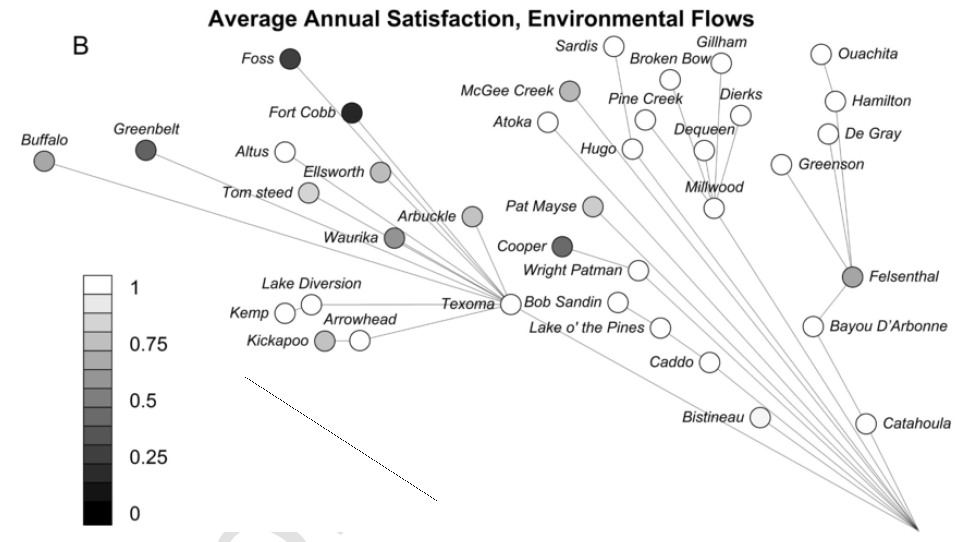 Average Annual Satisfaction, Environmental Flows
B
Sardis
Gillham
Ouachita
Foss
Broken Bow
McGee Creek
Pine Creek
Dierks
Hamilton
Fort Cobb
Atoka
Dequeen
De Gray
Buffalo
Greenbelt
Altus
Hugo
Greenson
Ellsworth
Millwood
Tom steed
Arbuckle
Pat Mayse
Waurika
Cooper
Wright Patman
Felsenthal
Lake Diversion
Texoma
Bob Sandin
Kemp
Arrowhead
Lake o' the Pines
Bayou D'Arbonne
Kickapoo
Caddo
Bistineau
Catahoula
1
0.75
0.5
0.25
0